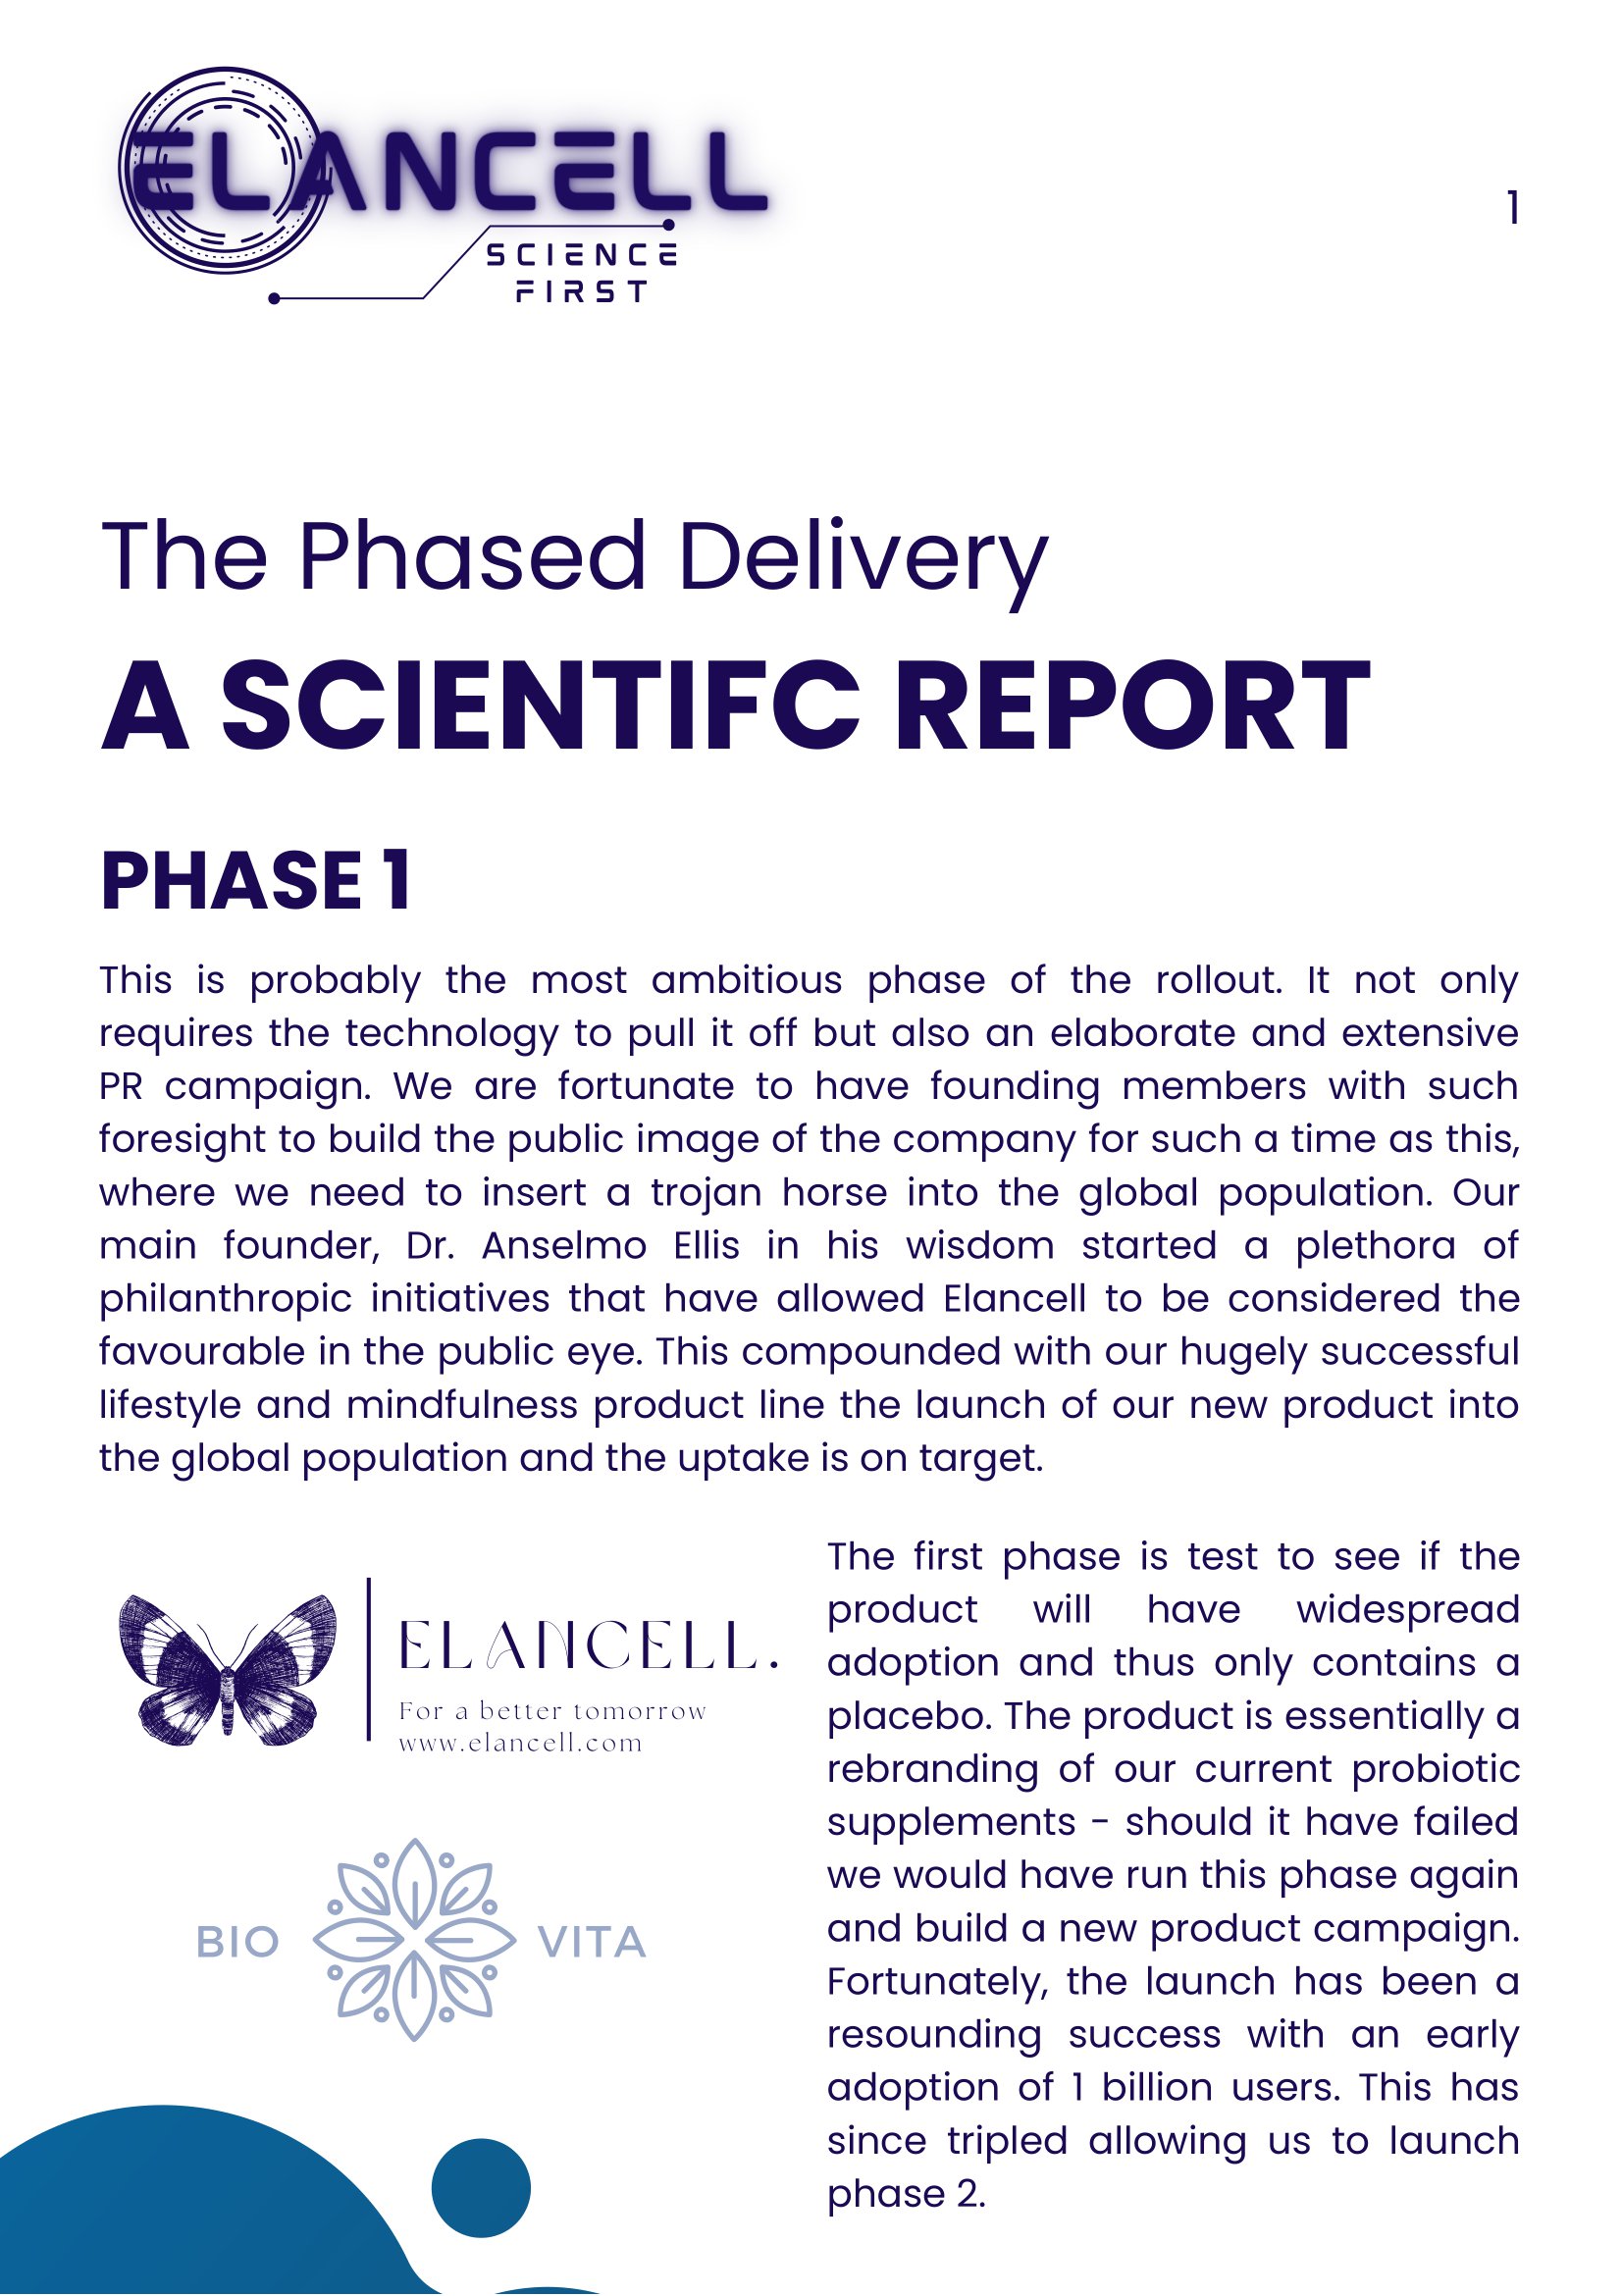 ELANCELL
SCIENCE
FIRST
1
The Phased Delivery
A SCIENTIFC REPORT
PHASE 1
This is probably the most ambitious phase of the rollout. It not only
requires the technology to pull it off but also an elaborate and extensive
PR campaign. We are fortunate to have founding members with such
foresight to build the public image of the company for such a time as this,
where we need to insert a trojan horse into the global population. Our
main founder, Dr. Anselmo Ellis in his wisdom started a plethora of
philanthropic initiatives that have allowed Elancell to be considered the
favourable in the public eye. This compounded with our hugely successful
lifestyle and mindfulness product line the launch of our new product into
the global population and the uptake is on target.
ELANCELL.
For a better tomorrow
www.elancell.com
BIO VITA
The first phase is test to see if the
product will have widespread
adoption and thus only contains a
placebo. The product is essentially a
rebranding of our current probiotic
supplements - should it have failed
we would have run this phase again
and build a new product campaign.
Fortunately, the launch has been a
resounding success with an early
adoption of 1 billion users. This has
since tripled allowing us to launch
phase 2.